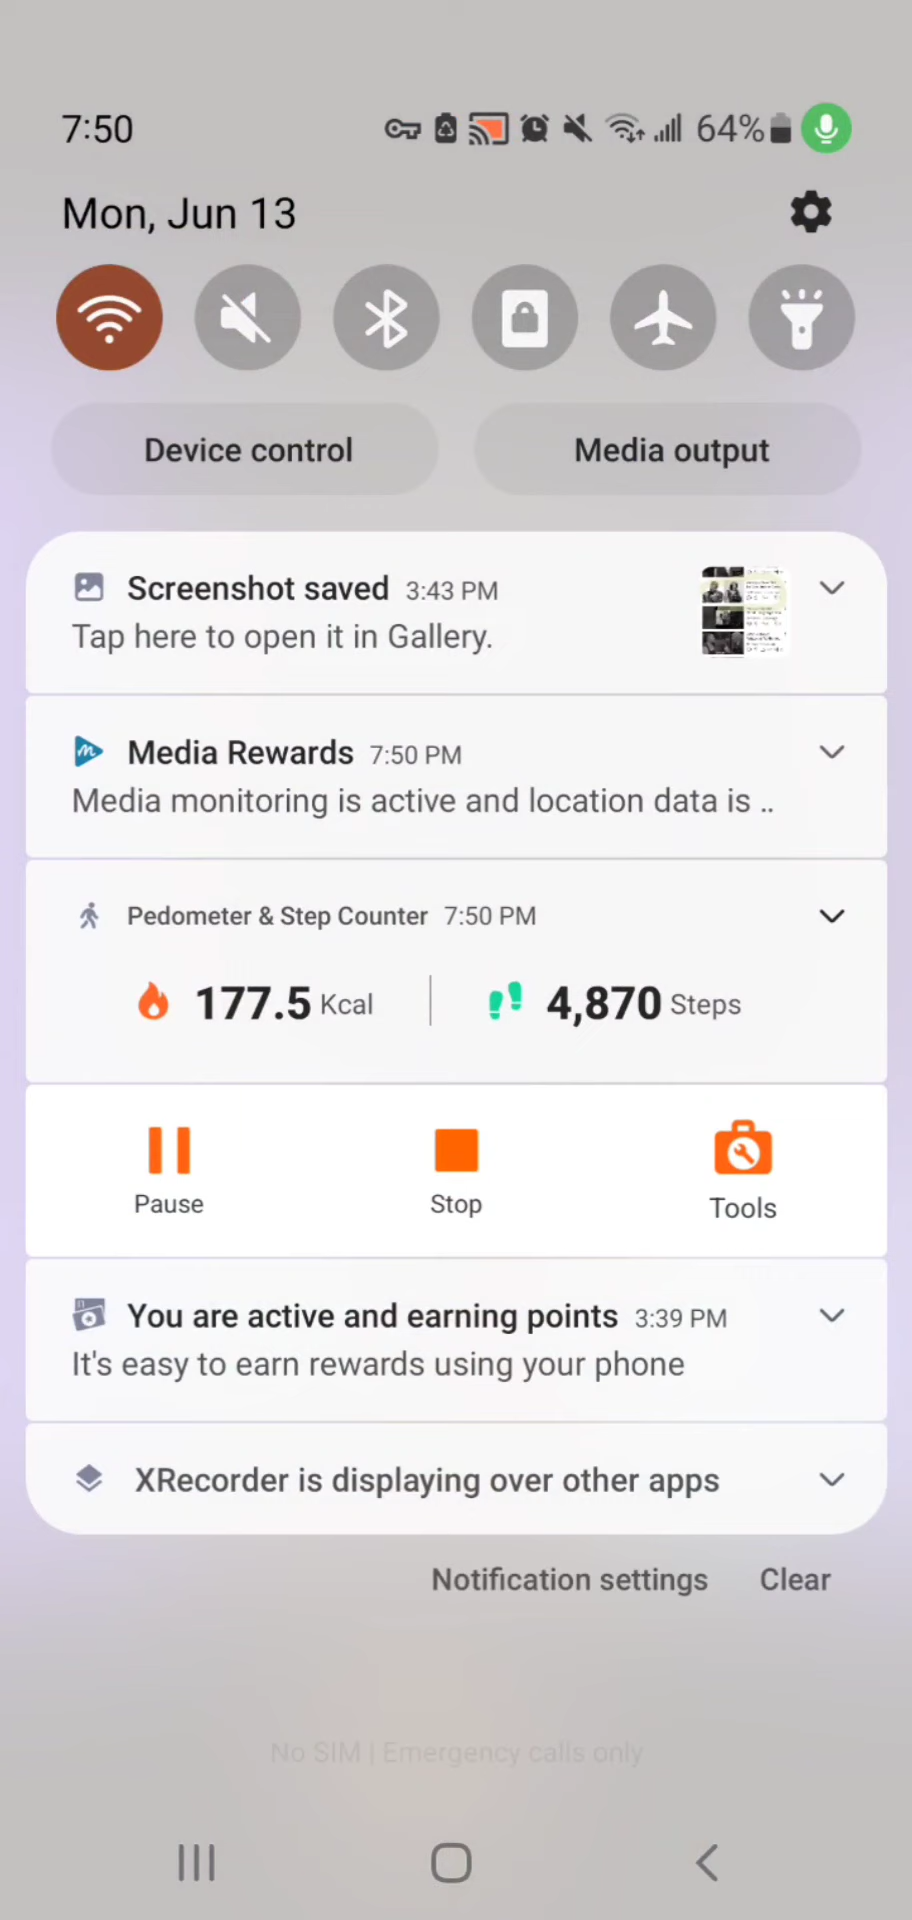 7:50 64%
Mon, Jun 13
Device control Media output
Screenshot saved 3:43 PM
Tap here to open it in Gallery.
Media Rewards 7:50 PM
Media monitoring is active and location data is ..
Pedometer & Step Counter 7:50 PM
177.5 Kcal 4,870 Steps
Pause Stop Tools
You are active and earning points 3:39 PM
It's easy to earn rewards using your phone
XRecorder is displaying over other apps
Notification settings Clear
No SIM | Emergency calls only